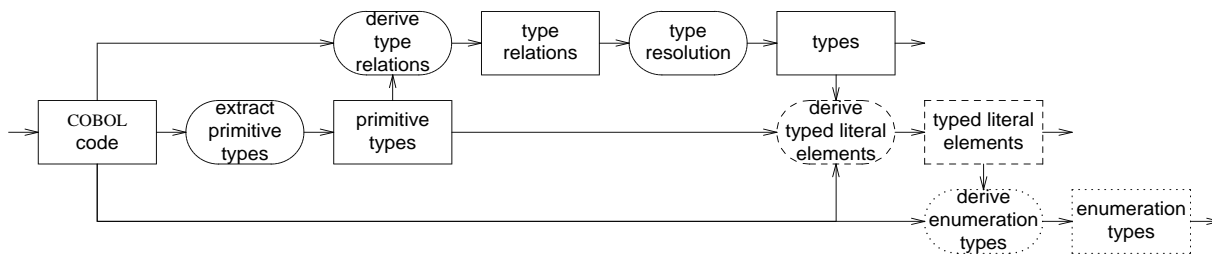 derive
type
relations
type
relations
type
resolution
types
COBOL
code
extract
primitive
types
primitive
types
derive
typed literal
elements
typed literal
elements
derive
enumeration
types
enumeration
types